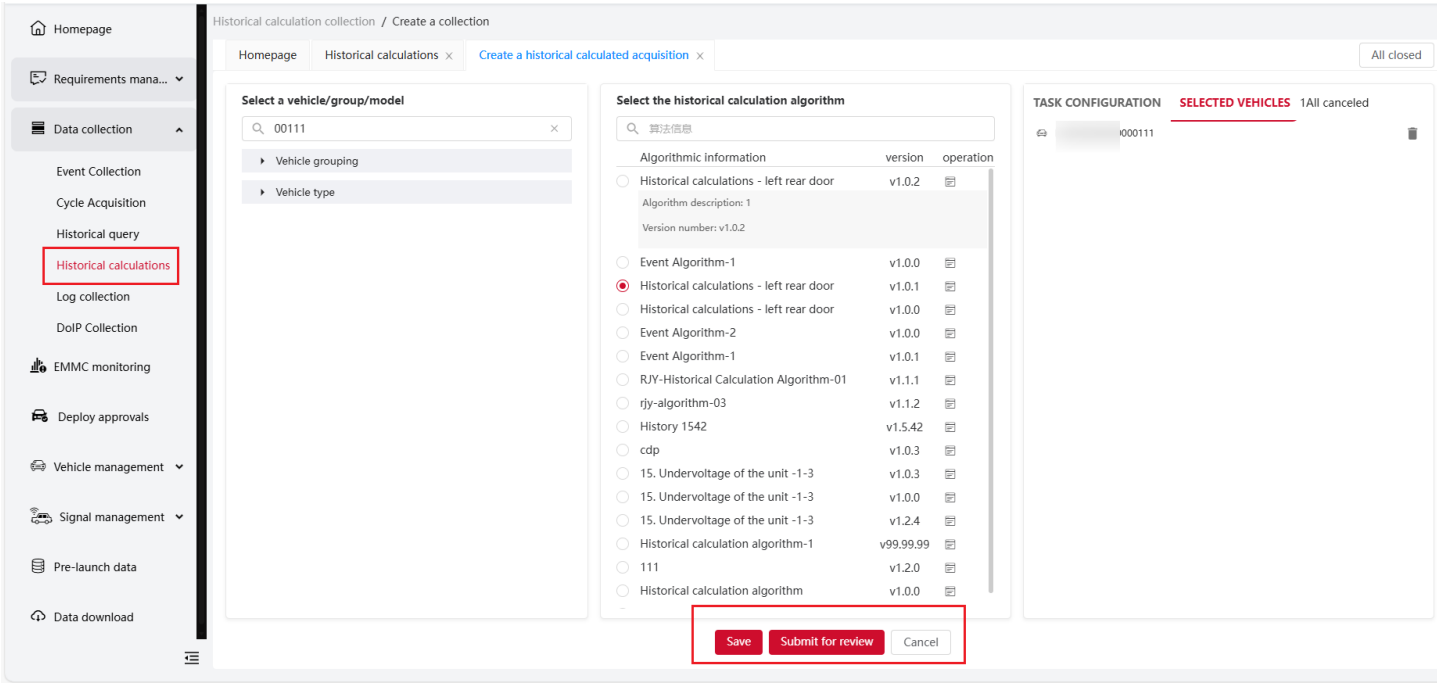 Homepage
Requirements mana...
Data collection
Event Collection
Cycle Acquisition
Historical query
Historical calculations
Log collection
DoIP Collection
EMMC monitoring
Deploy approvals
Vehicle management
Signal management
Pre-launch data
Data download
Historical calculation collection / Create a collection
Homepage Historical calculations × Create a historical calculated acquisition × All closed
Select a vehicle/group/model
00111 ×
Vehicle grouping
Vehicle type
Select the historical calculation algorithm
算法信息
Algorithmic information version operation
Historical calculations - left rear door v1.0.2
Algorithm description: 1
Version number: v1.0.2
Event Algorithm-1 v1.0.0
Historical calculations - left rear door v1.0.1
Historical calculations - left rear door v1.0.0
Event Algorithm-2 v1.0.0
Event Algorithm-1 v1.0.1
RJY-Historical Calculation Algorithm-01 v1.1.1
rjy-algorithm-03 v1.1.2
History 1542 v1.5.42
cdp v1.0.3
15. Undervoltage of the unit -1-3 v1.0.3
15. Undervoltage of the unit -1-3 v1.0.0
15. Undervoltage of the unit -1-3 v1.2.4
Historical calculation algorithm-1 v99.99.99
111 v1.2.0
Historical calculation algorithm v1.0.0
Save Submit for review Cancel
TASK CONFIGURATION SELECTED VEHICLES 1All canceled
0000111